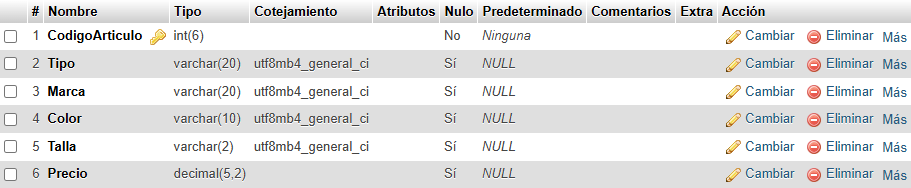 # Nombre Tipo Cotejamiento Atributos Nulo Predeterminado Comentarios Extra Acción
1 CodigoArticulo int(6) No Ninguna Cambiar Eliminar Más
2 Tipo varchar(20) utf8mb4_general_ci Sí NULL Cambiar Eliminar Más
3 Marca varchar(20) utf8mb4_general_ci Sí NULL Cambiar Eliminar Más
4 Color varchar(10) utf8mb4_general_ci Sí NULL Cambiar Eliminar Más
5 Talla varchar(2) utf8mb4_general_ci Sí NULL Cambiar Eliminar Más
6 Precio decimal(5,2) Sí NULL Cambiar Eliminar Más